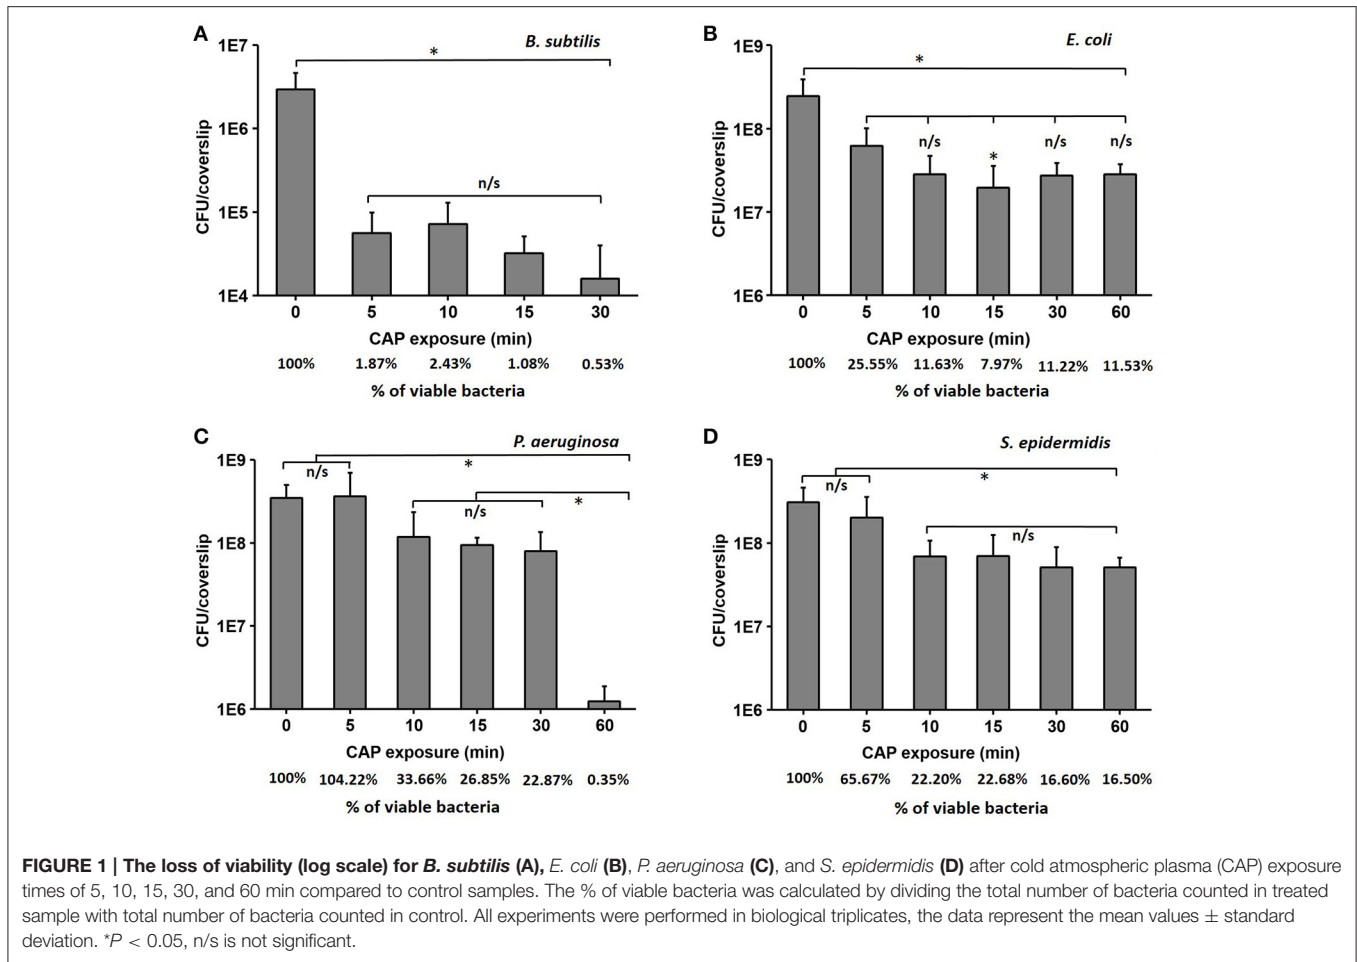 A
B. subtilis
*
n/s
1E7
1E6
1E5
1E4
CFU/coverslip
0 5 10 15 30
CAP exposure (min)
100% 1.87% 2.43% 1.08% 0.53%
% of viable bacteria
B
E. coli
*
n/s * n/s n/s
1E9
1E8
1E7
1E6
CFU/coverslip
0 5 10 15 30 60
CAP exposure (min)
100% 25.55% 11.63% 7.97% 11.22% 11.53%
% of viable bacteria
C
P. aeruginosa
*
n/s
*
n/s
1E9
1E8
1E7
1E6
CFU/coverslip
0 5 10 15 30 60
CAP exposure (min)
100% 104.22% 33.66% 26.85% 22.87% 0.35%
% of viable bacteria
D
S. epidermidis
*
n/s
n/s
1E9
1E8
1E7
1E6
CFU/coverslip
0 5 10 15 30 60
CAP exposure (min)
100% 65.67% 22.20% 22.68% 16.60% 16.50%
% of viable bacteria
FIGURE 1 | The loss of viability (log scale) for B. subtilis (A), E. coli (B), P. aeruginosa (C), and S. epidermidis (D) after cold atmospheric plasma (CAP) exposure
times of 5, 10, 15, 30, and 60 min compared to control samples. The % of viable bacteria was calculated by dividing the total number of bacteria counted in treated
sample with total number of bacteria counted in control. All experiments were performed in biological triplicates, the data represent the mean values ± standard
deviation. *P < 0.05, n/s is not significant.